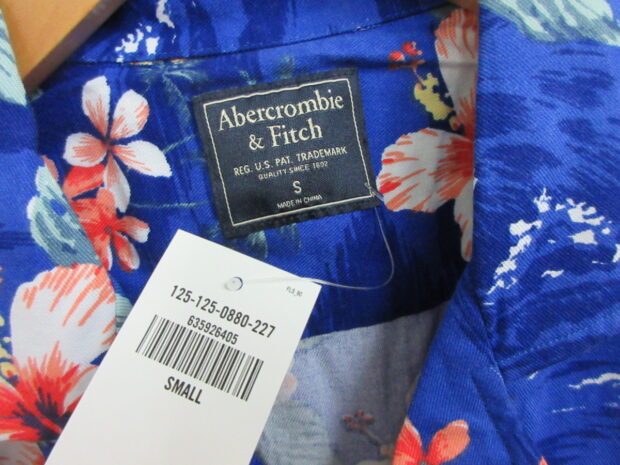 Abercrombie
& Fitch
REG. U.S. PAT. TRADEMARK
QUALITY SINCE 1892
S
MADE IN CHINA
125-125-0880-227
635926405
SMALL